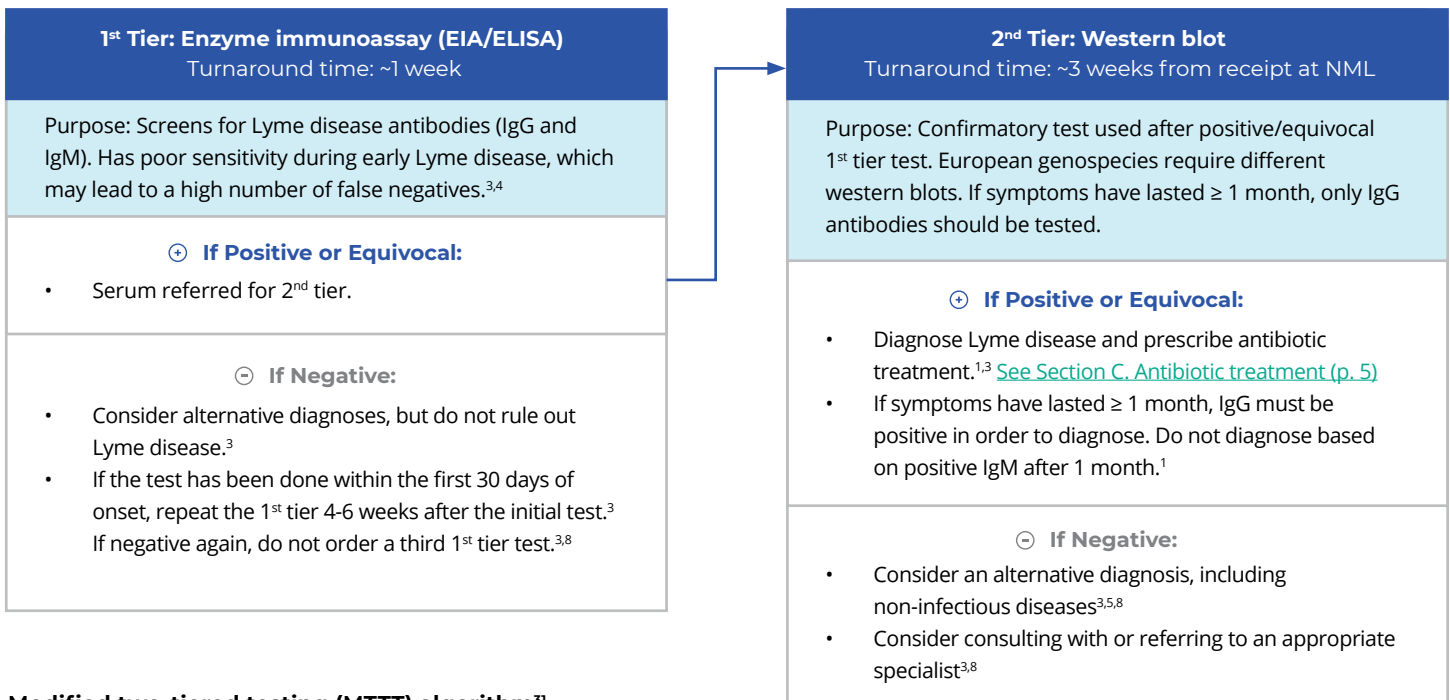 1st Tier: Enzyme immunoassay (EIA/ELISA)
Turnaround time: ~1 week
Purpose: Screens for Lyme disease antibodies (IgG and
IgM). Has poor sensitivity during early Lyme disease, which
may lead to a high number of false negatives.3,4
If Positive or Equivocal:
• Serum referred for 2nd tier.
If Negative:
• Consider alternative diagnoses, but do not rule out
Lyme disease.3
• If the test has been done within the first 30 days of
onset, repeat the 1st tier 4-6 weeks after the initial test.3
If negative again, do not order a third 1st tier test.3,8
2nd Tier: Western blot
Turnaround time: ~3 weeks from receipt at NML
Purpose: Confirmatory test used after positive/equivocal
1st tier test. European genospecies require different
western blots. If symptoms have lasted ≥ 1 month, only IgG
antibodies should be tested.
If Positive or Equivocal:
• Diagnose Lyme disease and prescribe antibiotic
treatment.1,3 See Section C. Antibiotic treatment (p. 5)
• If symptoms have lasted ≥ 1 month, IgG must be
positive in order to diagnose. Do not diagnose based
on positive IgM after 1 month.1
If Negative:
• Consider an alternative diagnosis, including
non-infectious diseases3,5,8
• Consider consulting with or referring to an appropriate
specialist3,8
Modified two-tiered testing (MTTT) algorithm